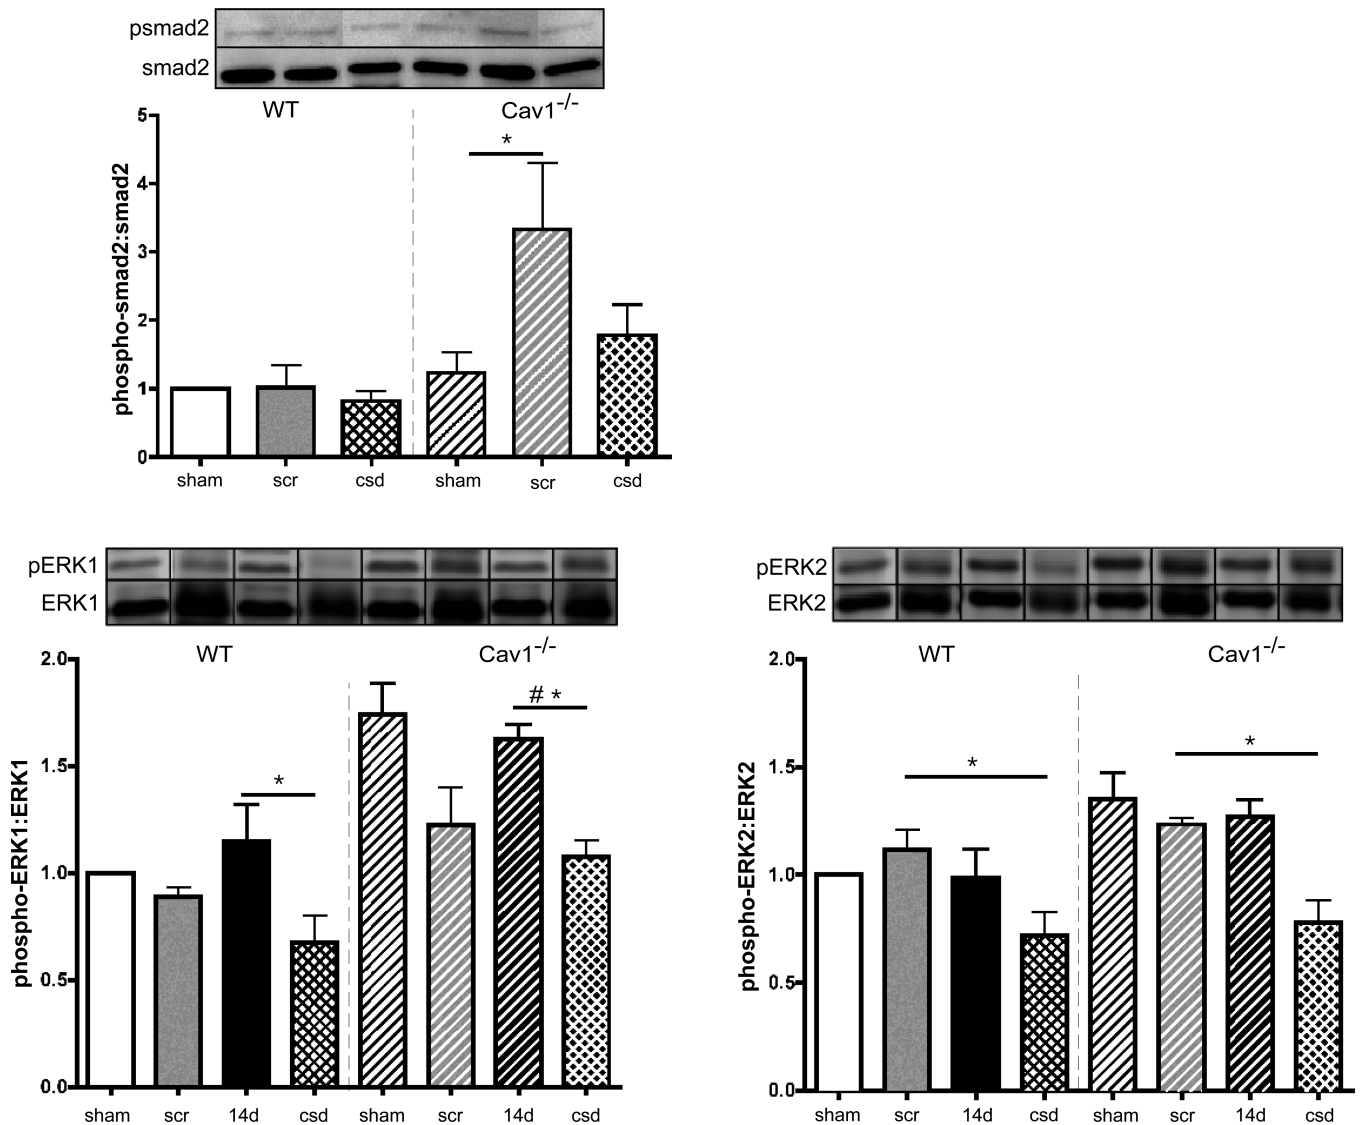 psmad2
smad2
WT Cav1-/-
5
4
3
2
1
0
phospho-smad2:smad2
*
sham scr csd sham scr csd
pERK1
ERK1
WT Cav1-/-
2.0
1.5
1.0
0.5
0.0
phospho-ERK1:ERK1
*
# *
sham scr 14d csd sham scr 14d csd
pERK2
ERK2
WT Cav1-/-
2.0
1.5
1.0
0.5
0.0
phospho-ERK2:ERK2
*
*
sham scr 14d csd sham scr 14d csd